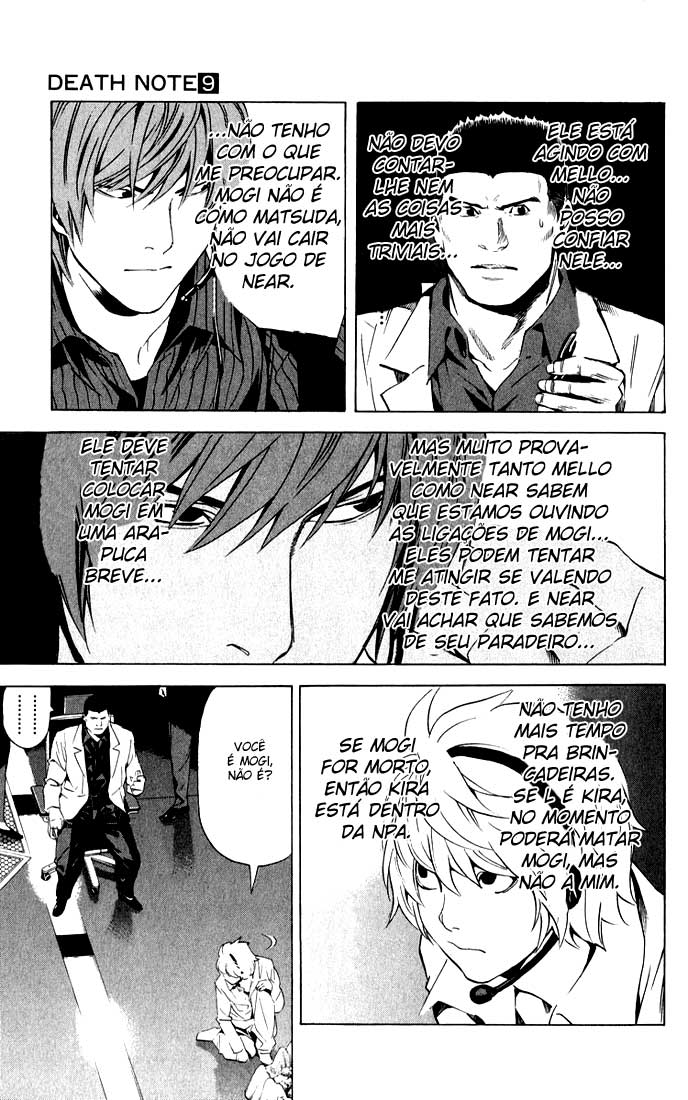 DEATH NOTE 9
ELE ESTÁ
AGINDO COM
MELLO...
NÃO
POSSO
CONFIAR
NELE...
NÃO DEVO
CONTAR-
LHE NEM
AS COISAS
MAIS
TRIVIAIS...
...NÃO TENHO
COM O QUE
ME PREOCUPAR.
MOGI NÃO É
COMO MATSUDA,
NÃO VAI CAIR
NO JOGO DE
NEAR.
MAS MUITO PROVA-
VELMENTE TANTO MELLO
COMO NEAR SABEM
QUE ESTAMOS OUVINDO
AS LIGAÇÕES DE MOGI...
ELES PODEM TENTAR
ME ATINGIR SE VALENDO
DESTE FATO. E NEAR
VAI ACHAR QUE SABEMOS
DE SEU PARADEIRO...
ELE DEVE
TENTAR
COLOCAR
MOGI EM
UMA ARA-
PUCA
BREVE...
NÃO TENHO
MAIS TEMPO
PRA BRIN-
CADEIRAS.
SE L É KIRA,
NO MOMENTO
PODERÁ MATAR
MOGI, MAS
NÃO A MIM.
SE MOGI
FOR MORTO,
ENTÃO KIRA
ESTÁ DENTRO
DA NPA.
VOCÊ
É MOGI,
NÃO É?